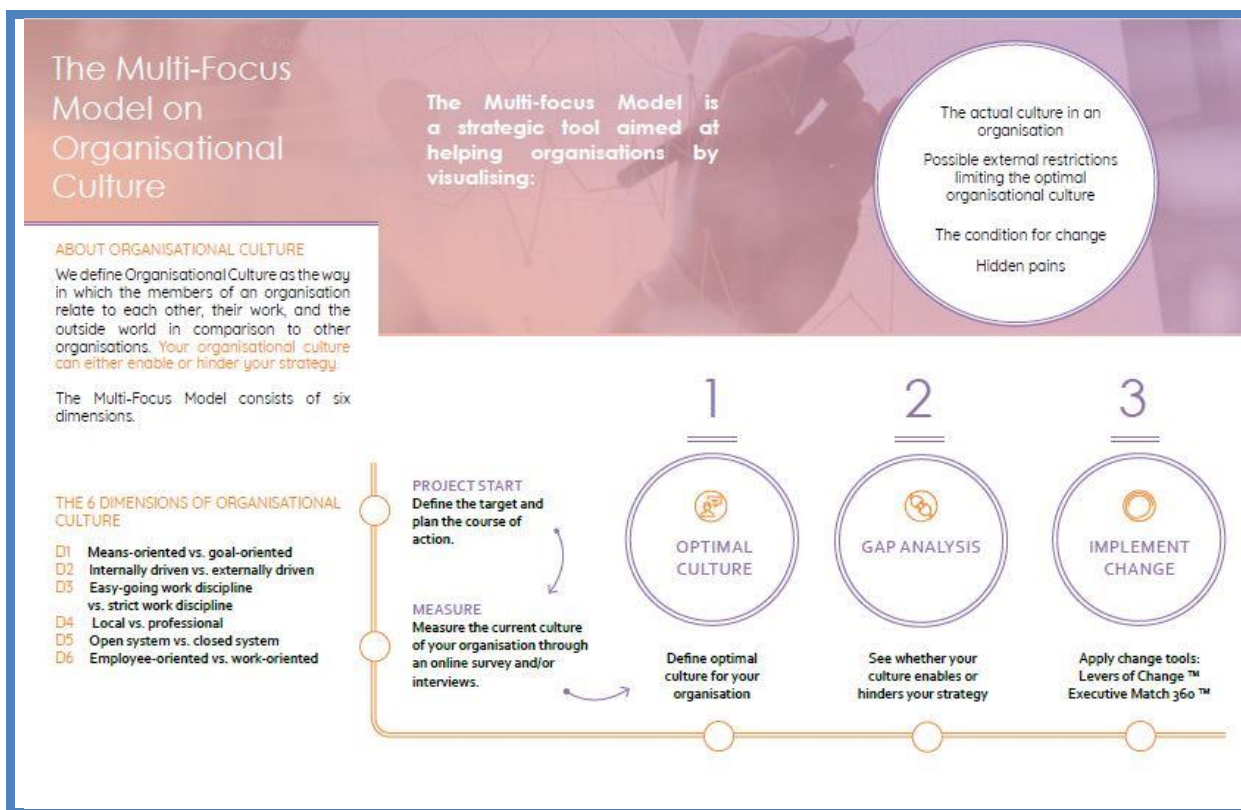 The Multi-Focus
Model on
Organisational
Culture
The Multi-focus Model is
a strategic tool aimed at
helping organisations by
visualising:
The actual culture in an
organisation
Possible external restrictions
limiting the optimal
organisational culture
The condition for change
Hidden pains
ABOUT ORGANISATIONAL CULTURE
We define Organisational Culture as the way
in which the members of an organisation
relate to each other, their work, and the
outside world in comparison to other
organisations. Your organisational culture
can either enable or hinder your strategy.
The Multi-Focus Model consists of six
dimensions.
THE 6 DIMENSIONS OF ORGANISATIONAL
CULTURE
D1 Means-oriented vs. goal-oriented
D2 Internally driven vs. externally driven
D3 Easy-going work discipline
vs. strict work discipline
D4 Local vs. professional
D5 Open system vs. closed system
D6 Employee-oriented vs. work-oriented
PROJECT START
Define the target and
plan the course of
action.
MEASURE
Measure the current culture
of your organisation through
an online survey and/or
interviews.
1
OPTIMAL
CULTURE
Define optimal
culture for your
organisation
2
GAP ANALYSIS
See whether your
culture enables or
hinders your strategy
3
IMPLEMENT
CHANGE
Apply change tools:
Levers of Change ™
Executive Match 360 ™